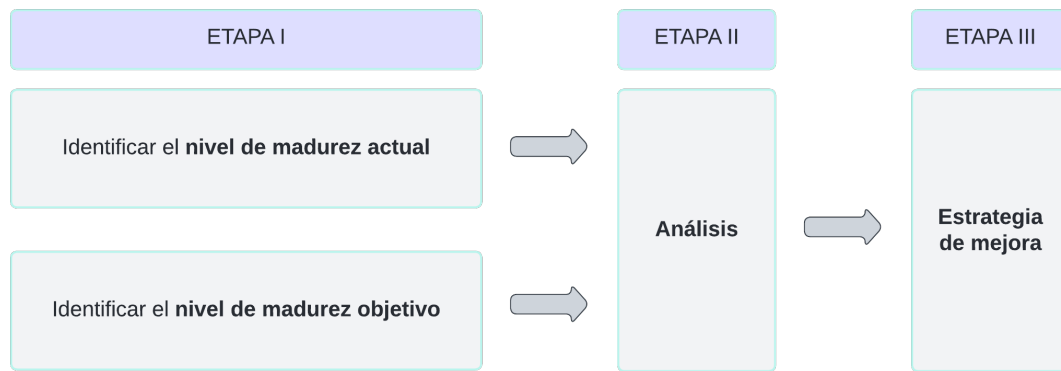 ETAPA I
ETAPA II
ETAPA III
Identificar el nivel de madurez actual
Identificar el nivel de madurez objetivo
Análisis
Estrategia
de mejora